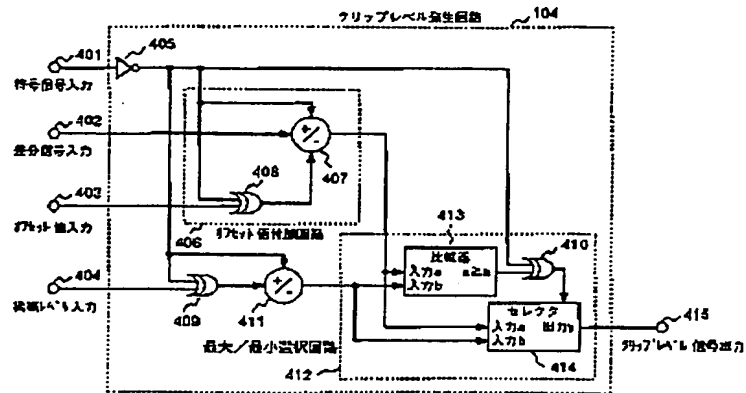 クリップレベル発生回路
104
401
405
符号信号入力
402
差分信号入力
+/-
407
408
403
オフセット値入力
406
オフセット値付加回路
413
410
404
比較器
入力a a≧b
入力b
+/-
409
411
セレクタ
415
入力a 出力s
入力b
最大/最小選択回路
クリップレベル信号出力
412
414